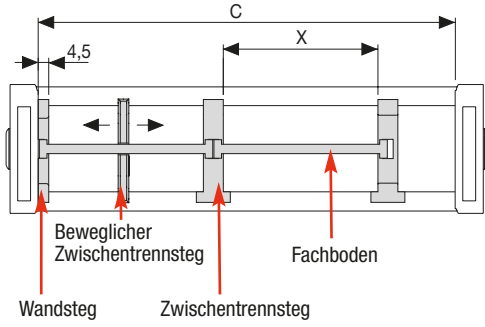 C
X
4,5
Beweglicher
Zwischentrennsteg
Fachboden
Wandsteg
Zwischentrennsteg